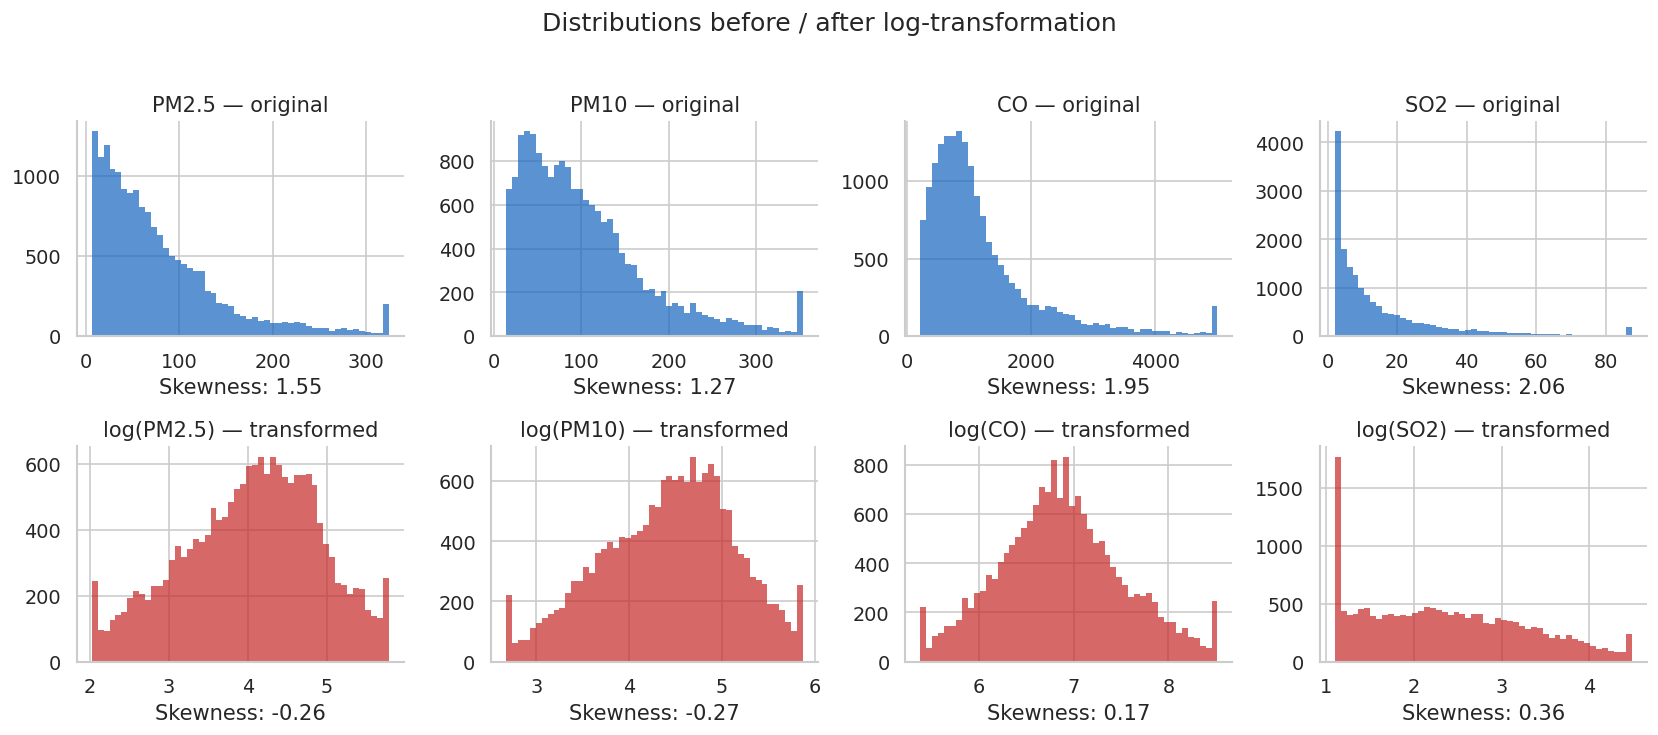 Distributions before / after log-transformation
PM2.5 — original
PM10 — original
CO — original
SO2 — original
1000
500
0
0 100 200 300
Skewness: 1.55
800
600
400
200
0
0 100 200 300
Skewness: 1.27
1000
500
0
0 2000 4000
Skewness: 1.95
4000
3000
2000
1000
0
0 20 40 60 80
Skewness: 2.06
log(PM2.5) — transformed
log(PM10) — transformed
log(CO) — transformed
log(SO2) — transformed
600
400
200
0
2 3 4 5
Skewness: -0.26
600
400
200
0
3 4 5 6
Skewness: -0.27
800
600
400
200
0
6 7 8
Skewness: 0.17
1500
1000
500
0
1 2 3 4
Skewness: 0.36